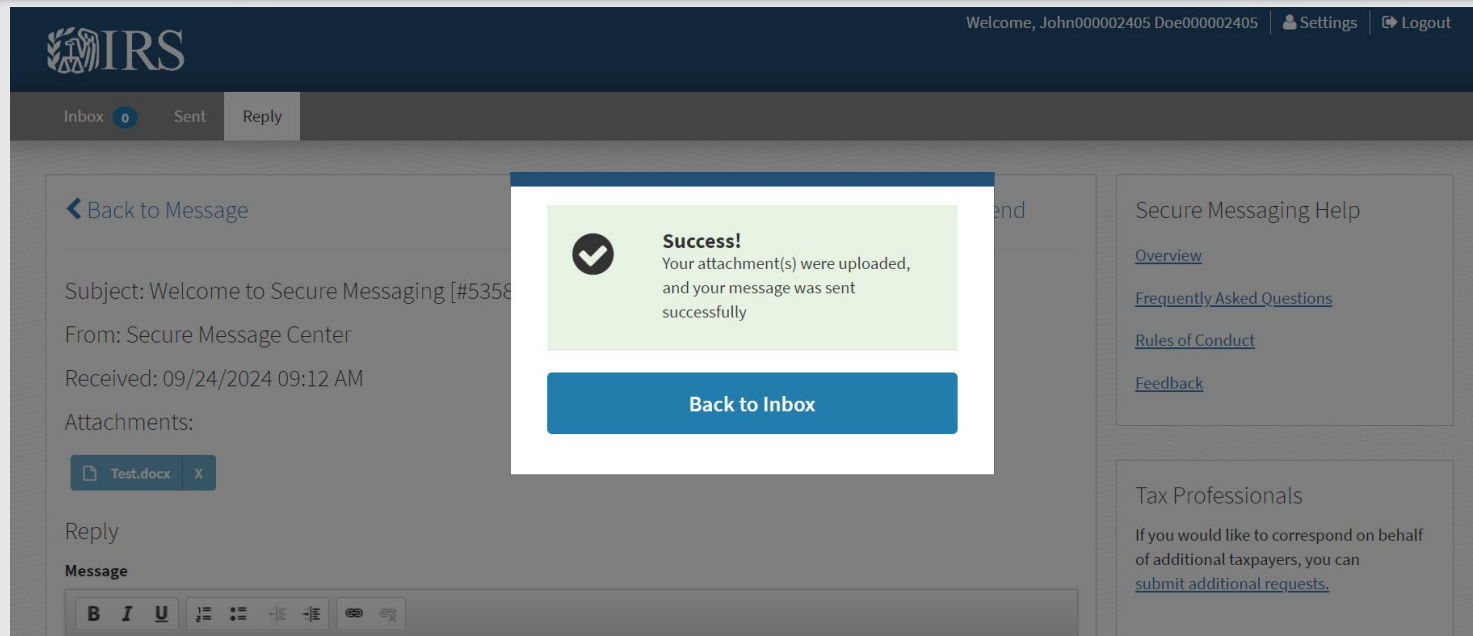 IRS
Welcome, John000002405 Doe000002405
Settings
Logout
Inbox 0
Sent
Reply
Back to Message
end
Subject: Welcome to Secure Messaging [#5358
From: Secure Message Center
Received: 09/24/2024 09:12 AM
Attachments:
Test.docx X
Reply
Message
B I U
Success!
Your attachment(s) were uploaded,
and your message was sent
successfully
Back to Inbox
Secure Messaging Help
Overview
Frequently Asked Questions
Rules of Conduct
Feedback
Tax Professionals
If you would like to correspond on behalf
of additional taxpayers, you can
submit additional requests.